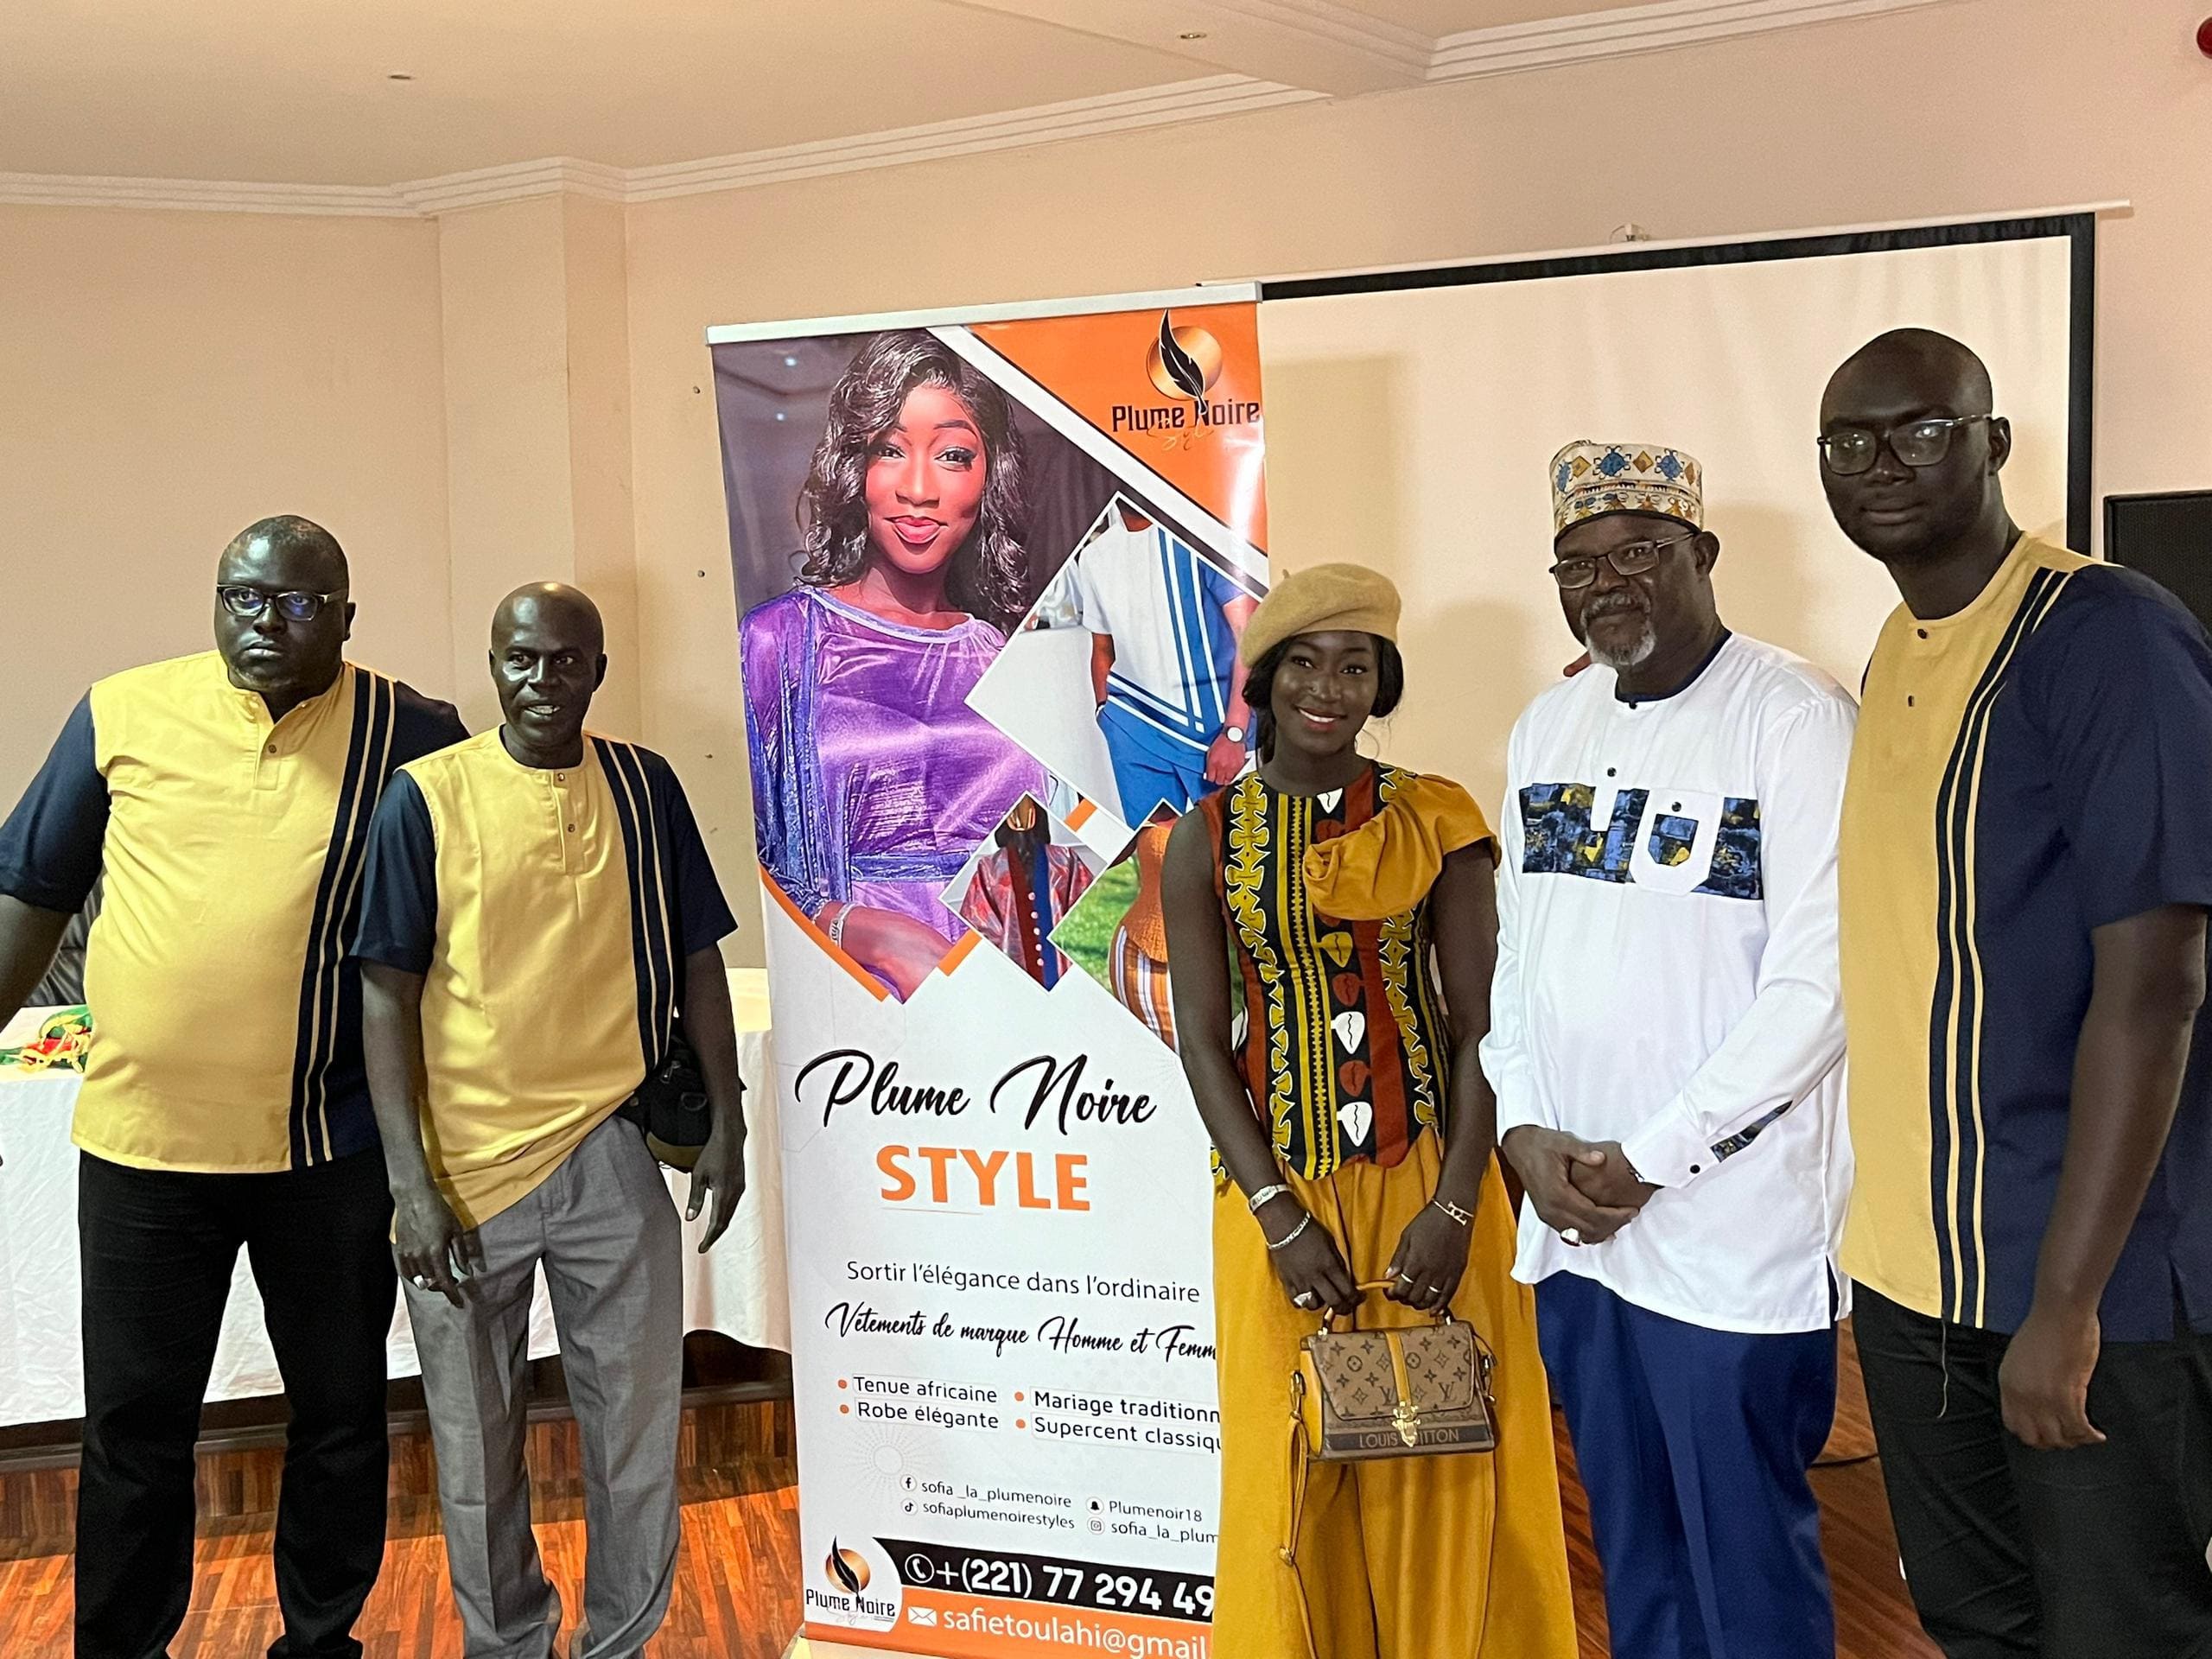 Plume Noire
Plume Noire
STYLE
Sortir l'élégance dans l'ordinaire
Vêtements de marque Homme et Femm
Tenue africaine
Mariage traditionn
Robe élégante
Supercent classiqu
sofia _la_plumenoire
Plumenoir18
sofiaplumenoirestyles
sofia_la_plum
+(221) 77 294 49
safietoulahi@gmail
Plume Noire
LOUIS